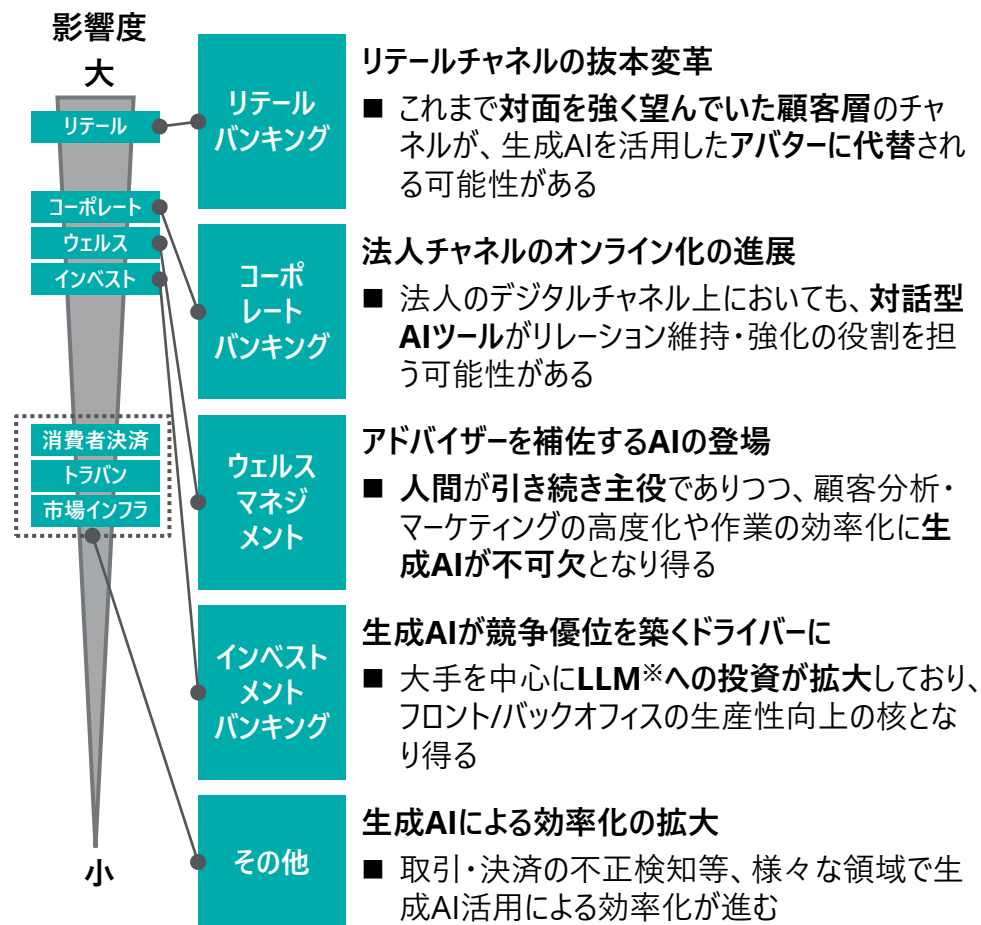 影響度
大
リテール
コーポレート
ウェルス
インベスト
消費者決済
トラバン
市場インフラ
小
リテール
バンキング
リテールチャネルの抜本変革
■ これまで対面を強く望んでいた顧客層のチャ
ネルが、生成AIを活用したアバターに代替され
る可能性がある
コーポ
レート
バンキング
法人チャネルのオンライン化の進展
■ 法人のデジタルチャネル上においても、対話型
AIツールがリレーション維持・強化の役割を担
う可能性がある
ウェルス
マネジ
メント
アドバイザーを補佐するAIの登場
■ 人間が引き続き主役でありつつ、顧客分析・
マーケティングの高度化や作業の効率化に生
成AIが不可欠となり得る
インベスト
メント
バンキング
生成AIが競争優位を築くドライバーに
■ 大手を中心にLLM※への投資が拡大しており、
フロント/バックオフィスの生産性向上の核とな
り得る
その他
生成AIによる効率化の拡大
■ 取引・決済の不正検知等、様々な領域で生
成AI活用による効率化が進む